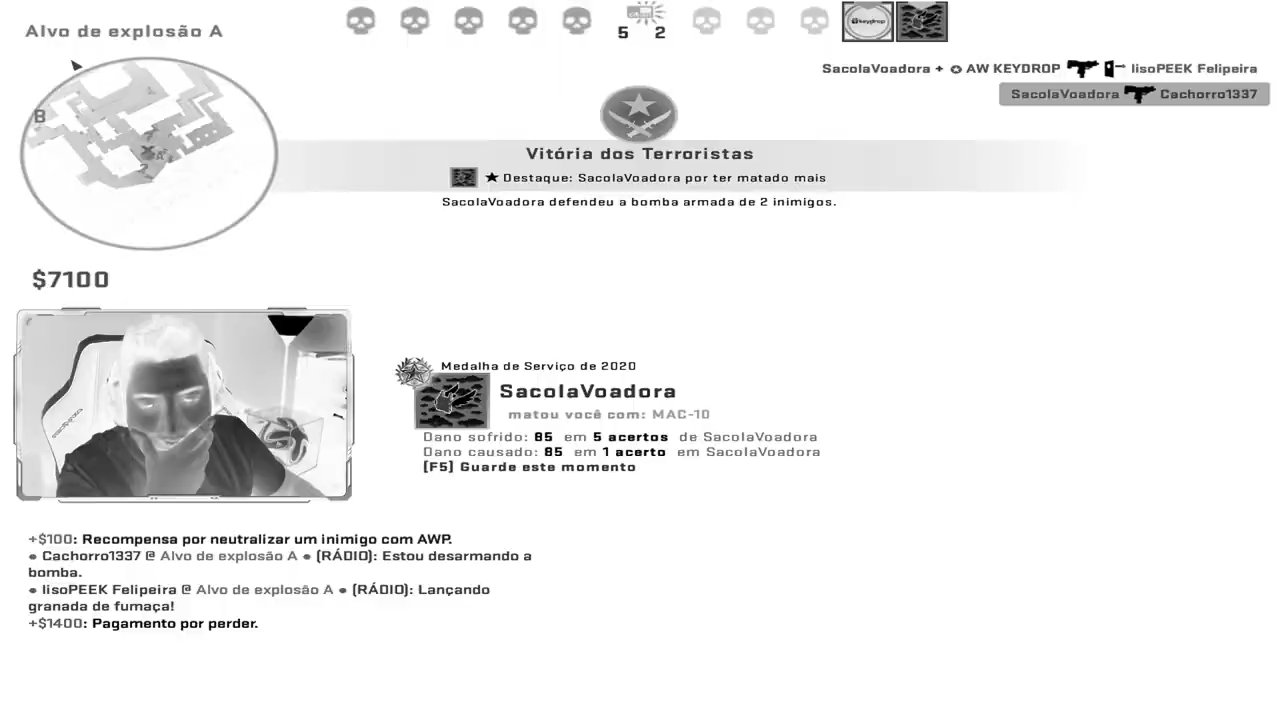 Alvo de explosão A
5 2
keydrop
SacolaVoadora + ✪ AW KEYDROP lisoPEEK Felipeira
SacolaVoadora Cachorro1337
B
Vitória dos Terroristas
★ Destaque: SacolaVoadora por ter matado mais
SacolaVoadora defendeu a bomba armada de 2 inimigos.
$7100
Medalha de Serviço de 2020
SacolaVoadora
matou você com: MAC-10
Dano sofrido: 85 em 5 acertos de SacolaVoadora
Dano causado: 85 em 1 acerto em SacolaVoadora
[F5] Guarde este momento
+$100: Recompensa por neutralizar um inimigo com AWP.
● Cachorro1337 @ Alvo de explosão A ● (RÁDIO): Estou desarmando a
bomba.
● lisoPEEK Felipeira @ Alvo de explosão A ● (RÁDIO): Lançando
granada de fumaça!
+$1400: Pagamento por perder.